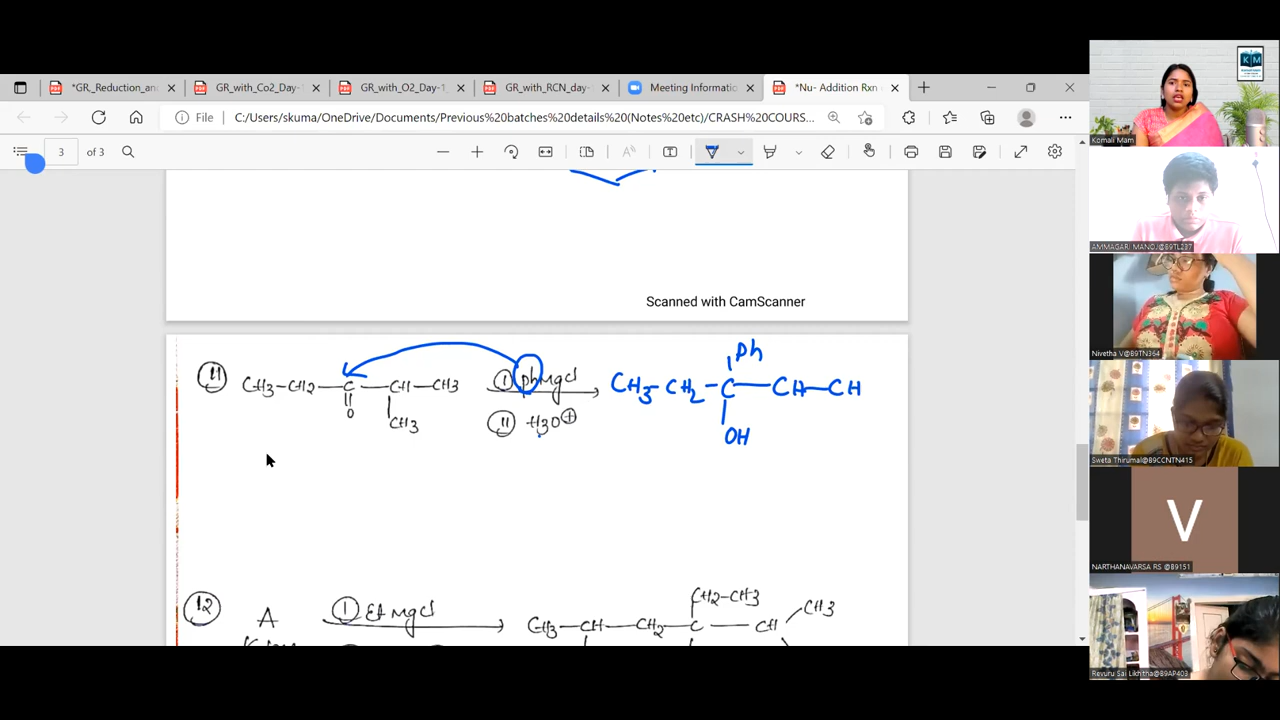 *GR_Reduction_an
GR_with_Co2_Day-
GR_with_O2_Day-1
GR_with_RCN_day-
Meeting Informatio
*Nu- Addition Rxn
File
C:/Users/skuma/OneDrive/Documents/Previous%20batches%20details%20(Notes%20etc)/CRASH%20COURS...
3 of 3
Scanned with CamScanner
11 CH3-CH2-C-CH-CH3
O
CH3
I phMgCl
II H3O+
Ph
CH3-CH2-C-CH-CH
OH
12 A
I EtMgCl
CH2-CH3
CH3-CH-CH2-C-CH
CH3
K M
Komali Mam
AMMAGARI MANOJ@B9TL237
Nivetha V@B9TN364
Sweta Thirumal@B9CCNTN415
V
NARTHANAVARSA RS @B9151
Revuru Sai Likhitha@B9AP403